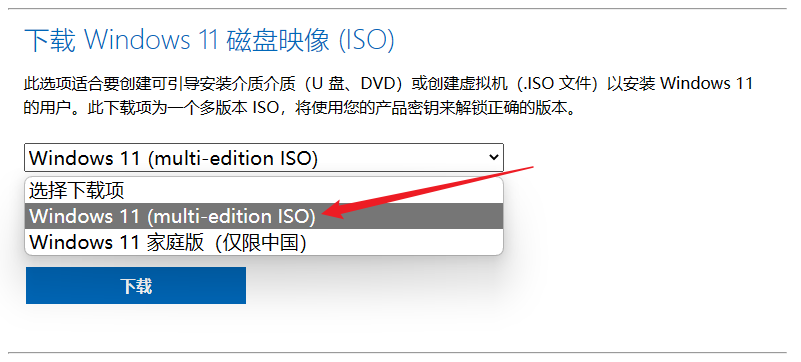 下载 Windows 11 磁盘映像 (ISO)
此选项适合要创建可引导安装介质介质（U 盘、DVD）或创建虚拟机（.ISO 文件）以安装 Windows 11
的用户。此下载项为一个多版本 ISO，将使用您的产品密钥来解锁正确的版本。
Windows 11 (multi-edition ISO)
选择下载项
Windows 11 (multi-edition ISO)
Windows 11 家庭版（仅限中国）
下载